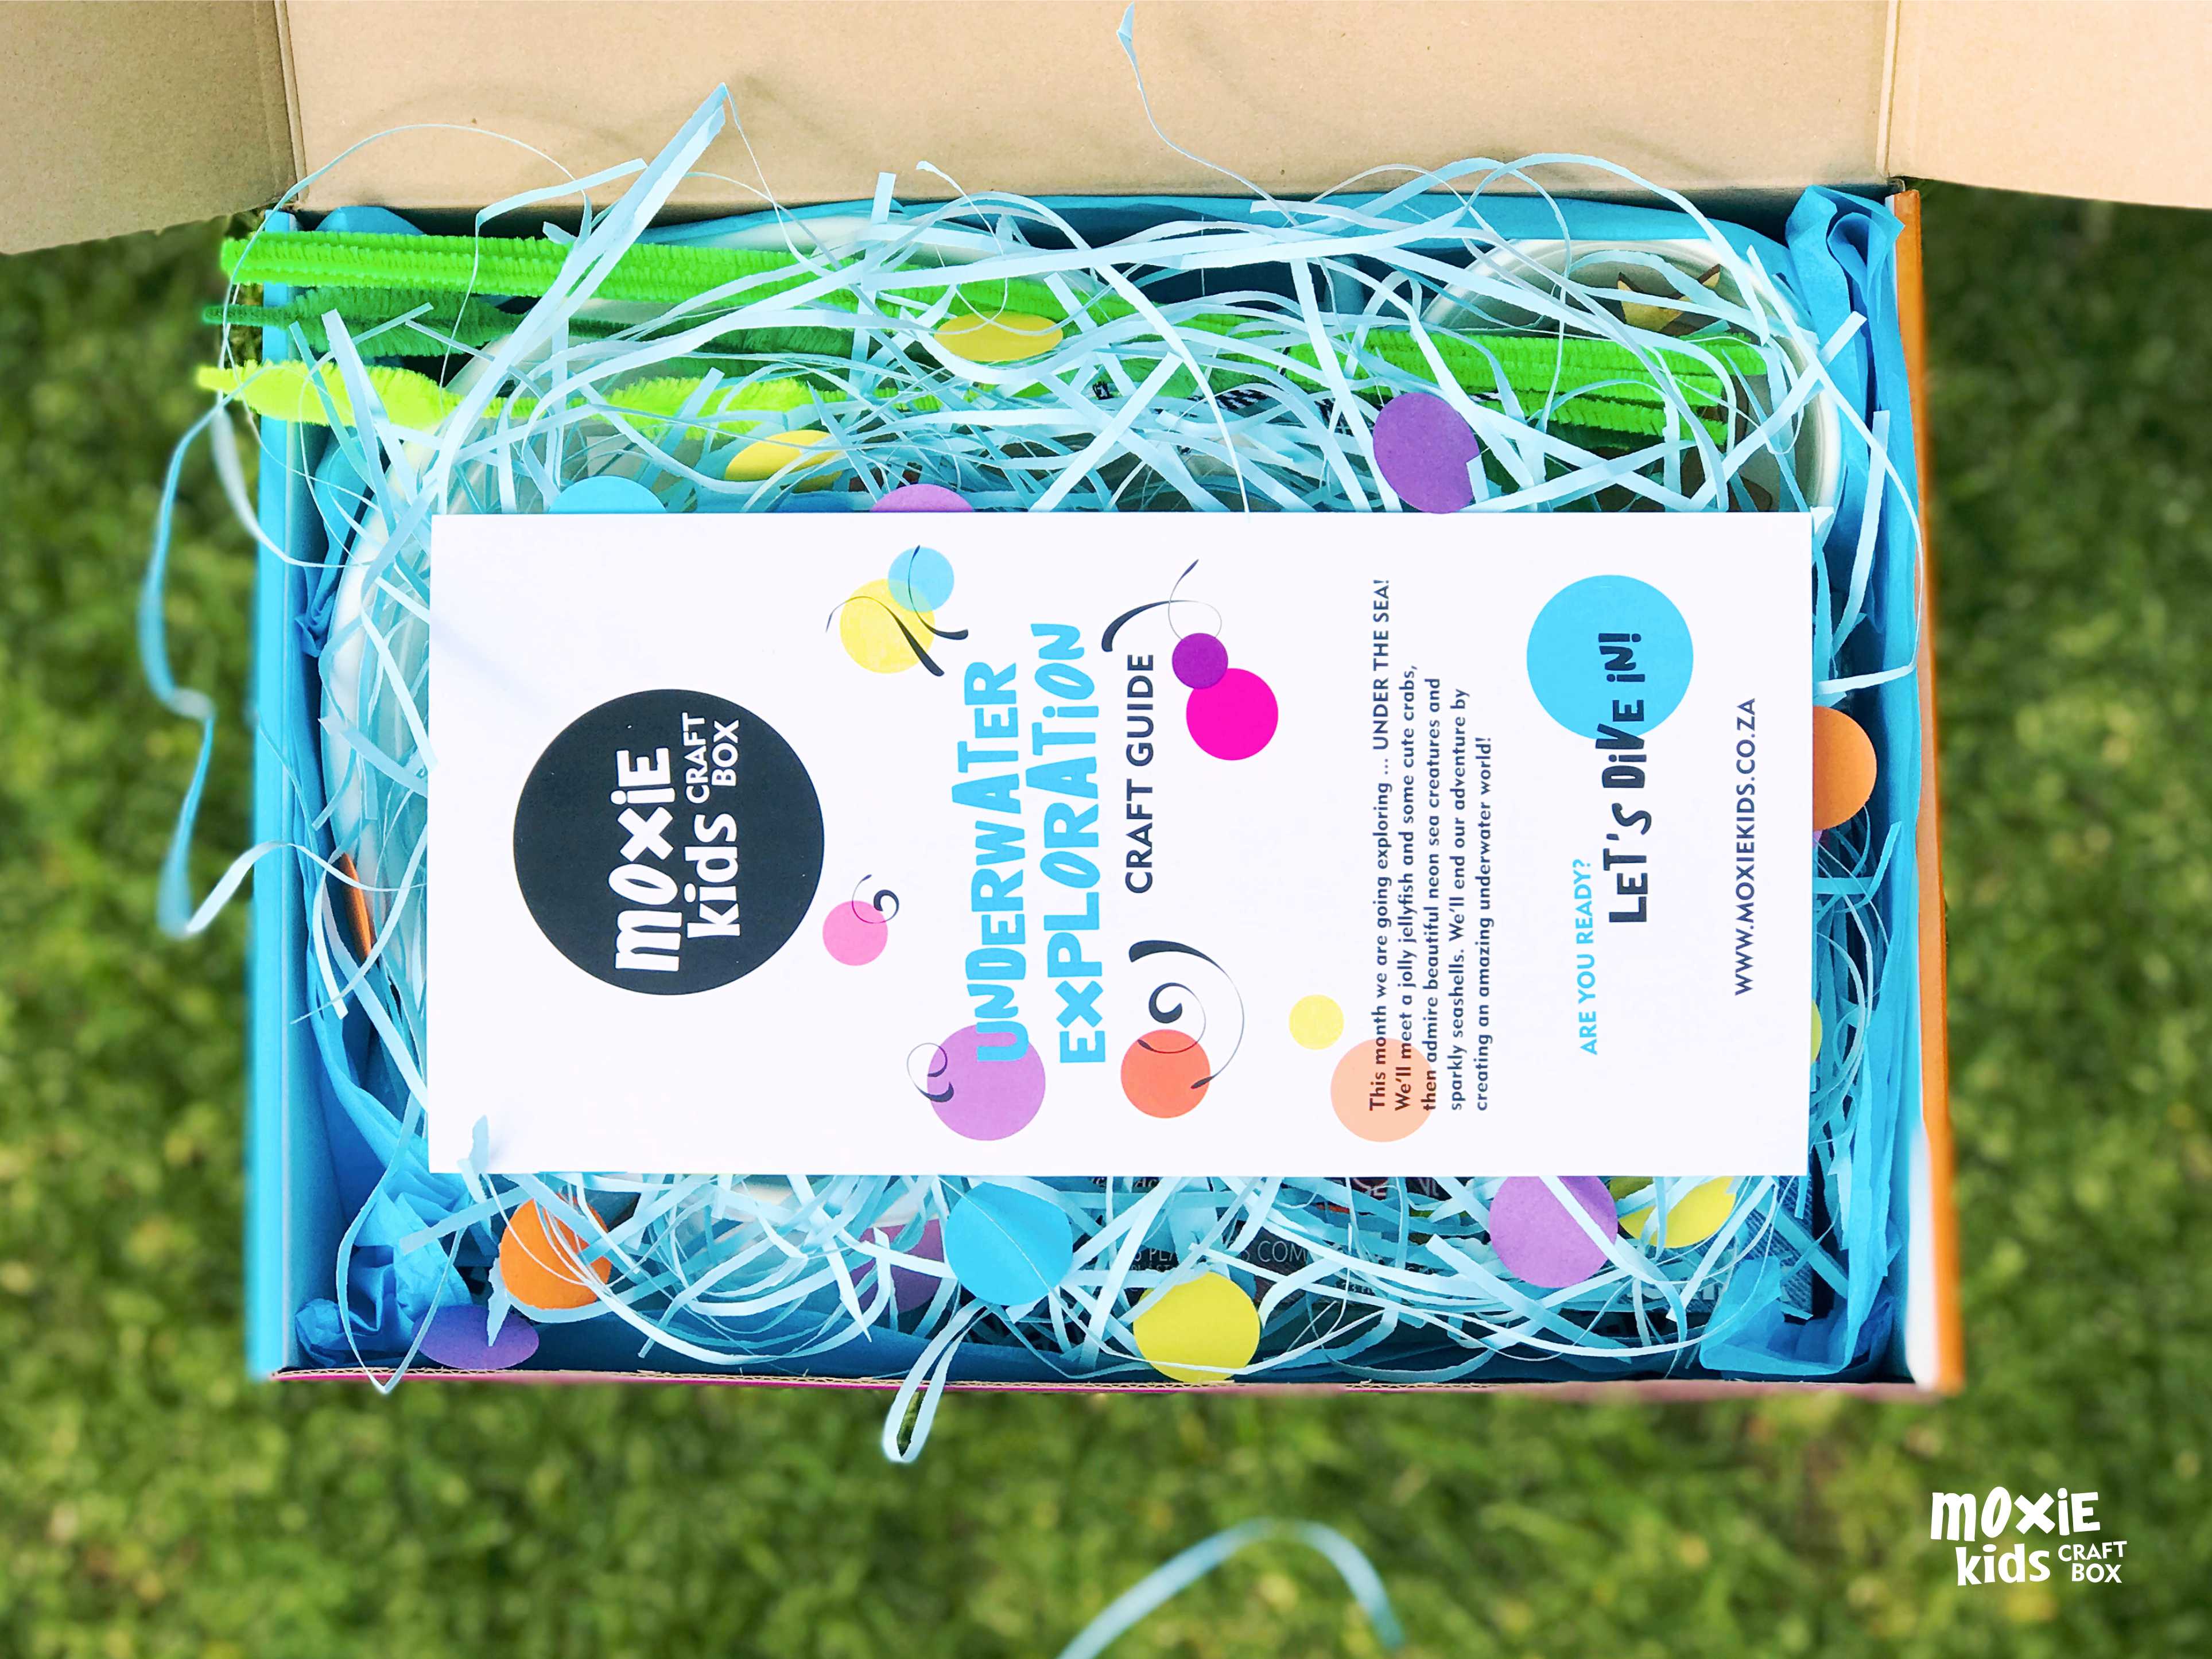 moxie
kids CRAFT
BOX
UNDERWATER
EXPLORATION
CRAFT GUIDE
This month we are going exploring ... UNDER THE SEA!
We'll meet a jolly jellyfish and some cute crabs,
then admire beautiful neon sea creatures and
sparkly seashells. We'll end our adventure by
creating an amazing underwater world!
ARE YOU READY?
LET'S DIVE IN!
WWW.MOXIEKIDS.CO.ZA
moxie
kids CRAFT
BOX